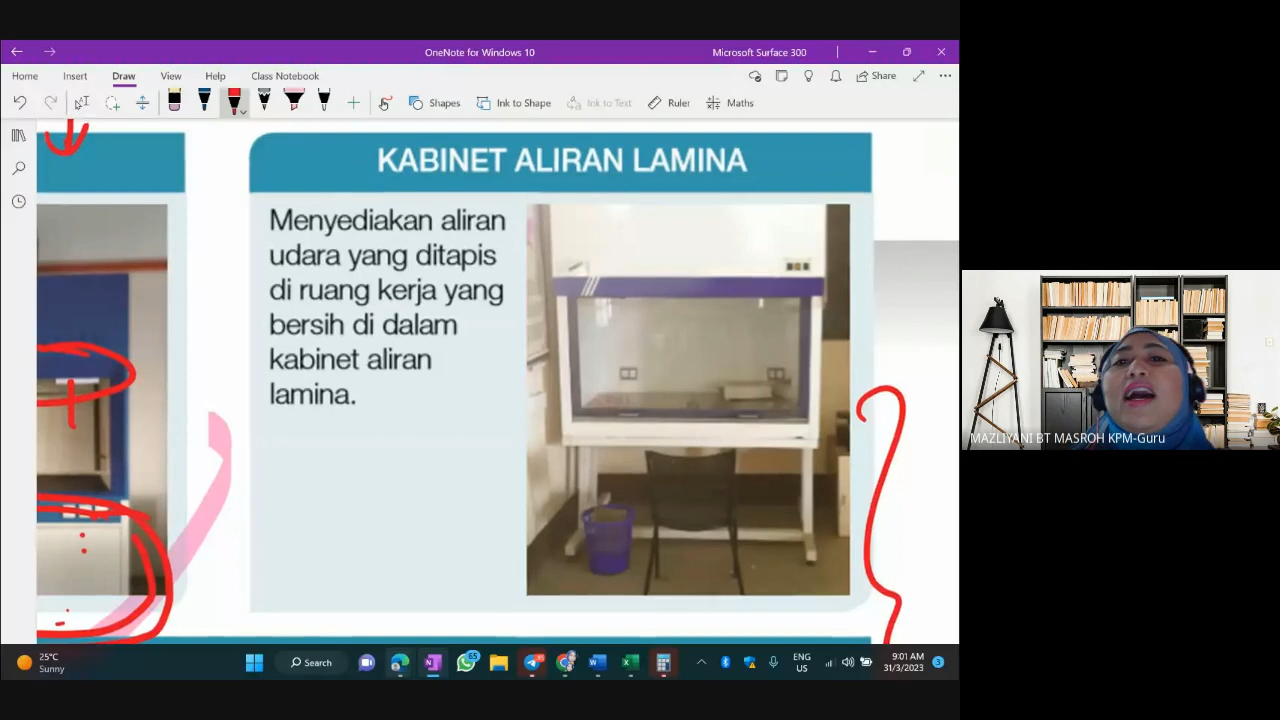 OneNote for Windows 10
Microsoft Surface 300
Home Insert Draw View Help Class Notebook
Share
Shapes Ink to Shape Ink to Text Ruler Maths
KABINET ALIRAN LAMINA
Menyediakan aliran
udara yang ditapis
di ruang kerja yang
bersih di dalam
kabinet aliran
lamina.
MAZLIYANI BT MASROH KPM-Guru
25°C
Sunny
Search
ENG
US
9:01 AM
31/3/2023
3